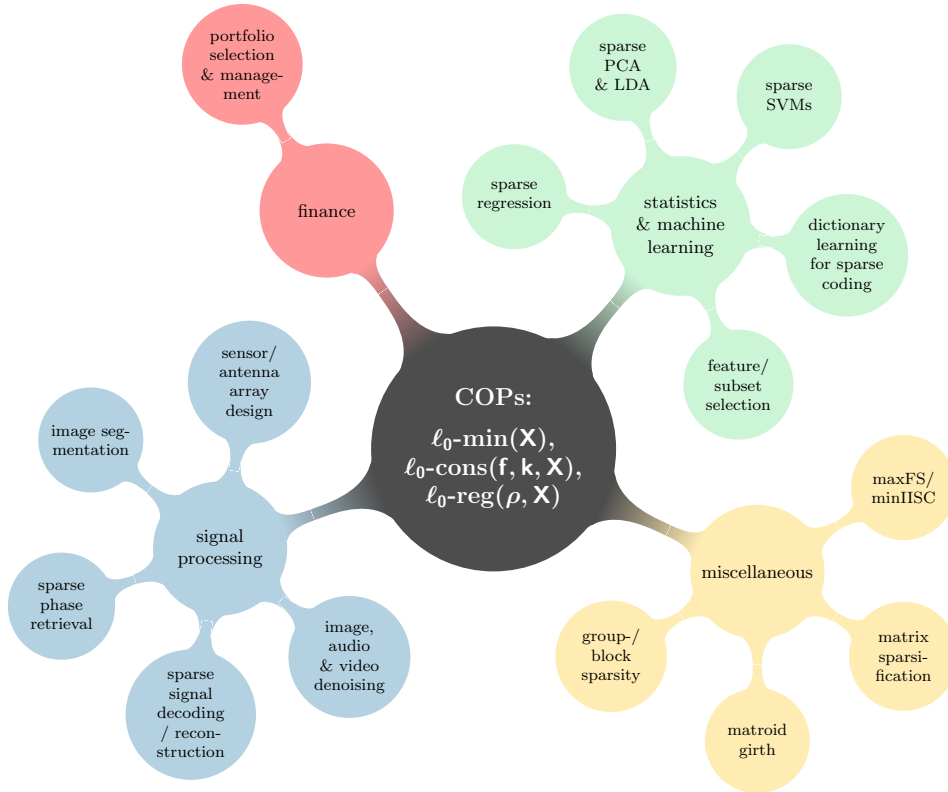 portfolio
selection
& manage-
ment
finance
sparse
PCA
& LDA
sparse
SVMs
sparse
regression
statistics
& machine
learning
dictionary
learning
for sparse
coding
feature/
subset
selection
COPs:
ℓ₀-min(X),
ℓ₀-cons(f, k, X),
ℓ₀-reg(ρ, X)
sensor/
antenna
array
design
image seg-
mentation
signal
processing
sparse
phase
retrieval
sparse
signal
decoding
/ recon-
struction
image,
audio
& video
denoising
maxFS/
minIISC
miscellaneous
group-/
block
sparsity
matroid
girth
matrix
sparsi-
fication